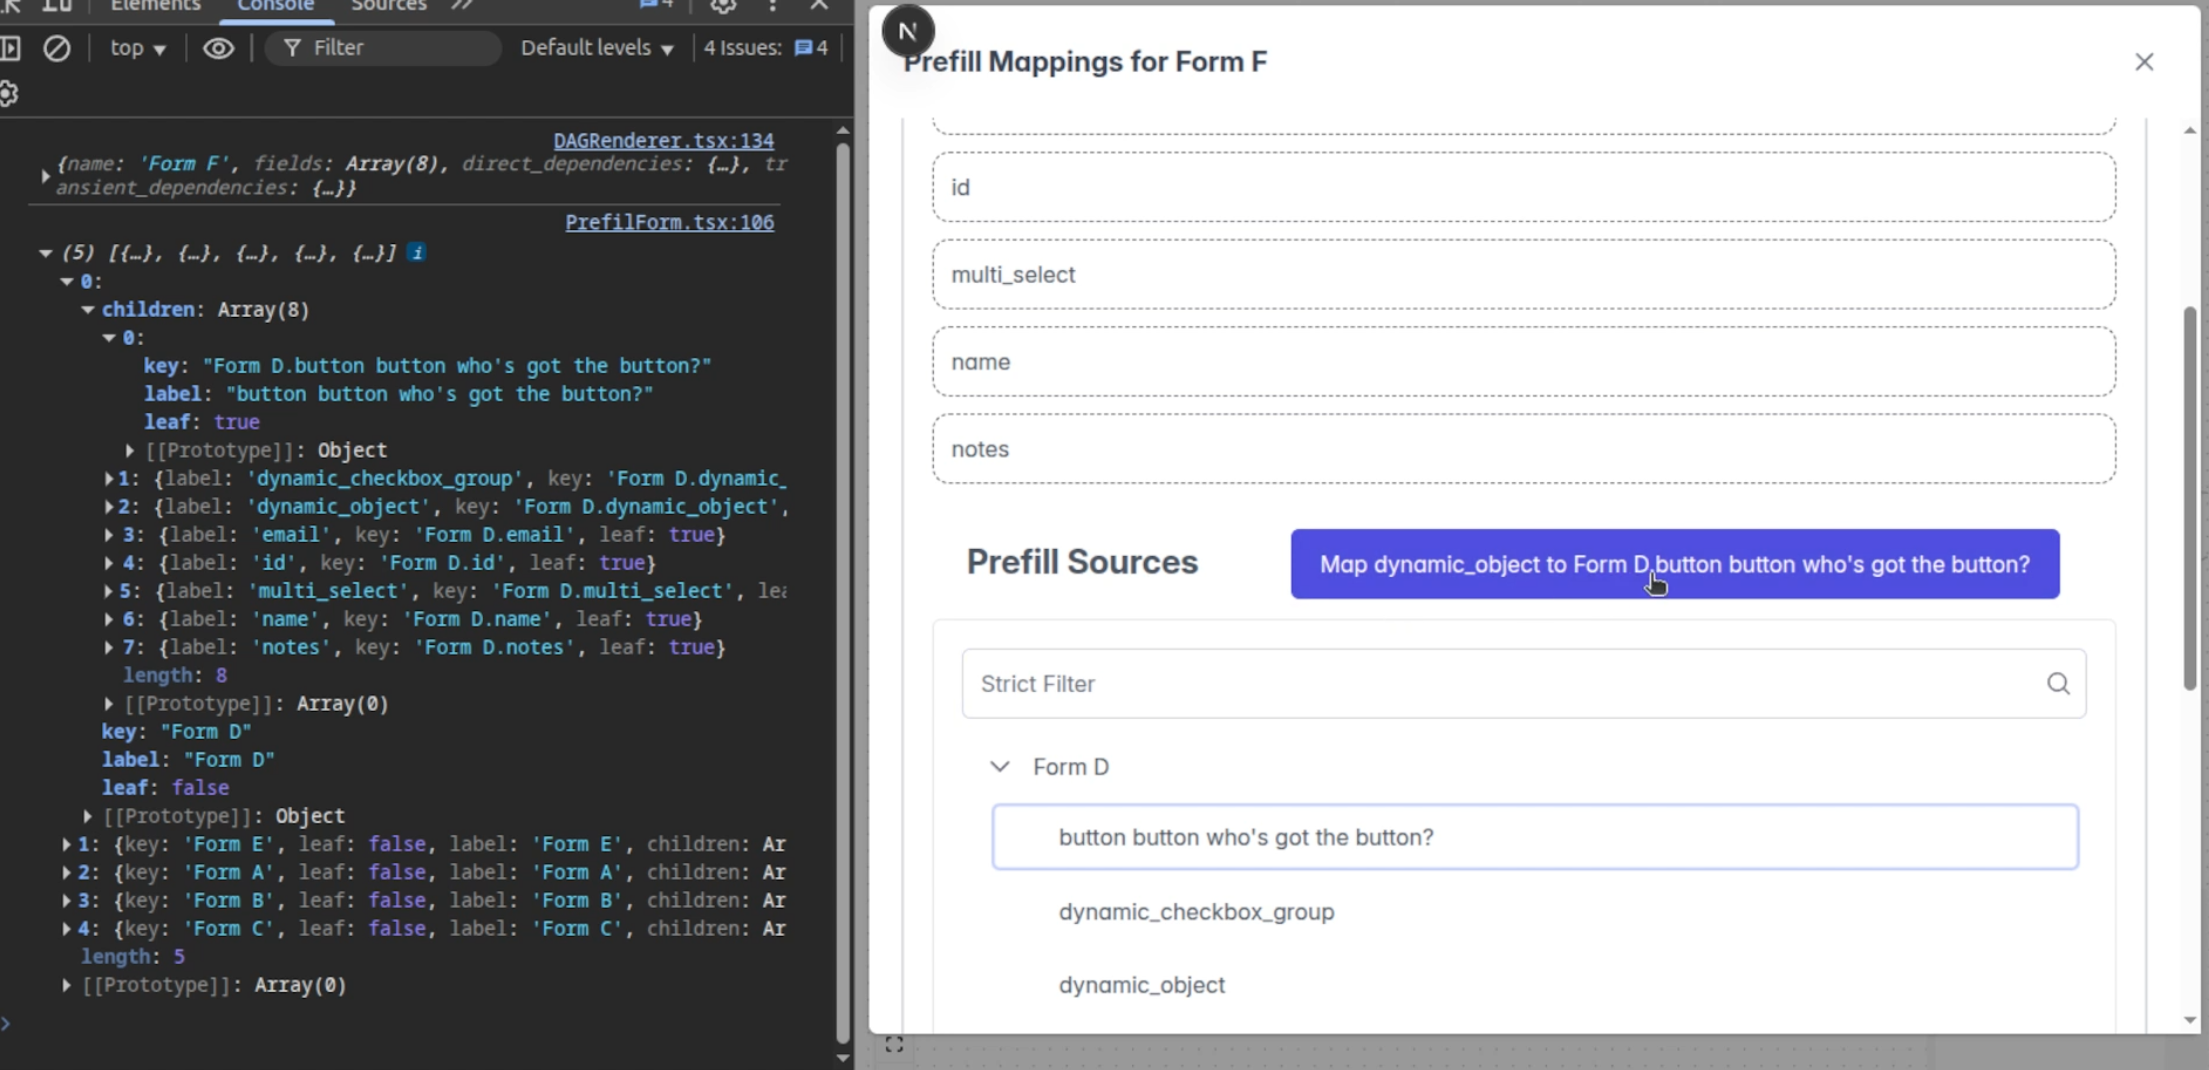 Elements Console Sources 4
top Filter Default levels 4 Issues: 4
DAGRenderer.tsx:134
{name: 'Form F', fields: Array(8), direct_dependencies: {…}, tr
ansient_dependencies: {…}}
PrefilForm.tsx:106
(5) [{…}, {…}, {…}, {…}, {…}] i
0:
children: Array(8)
0:
key: "Form D.button button who's got the button?"
label: "button button who's got the button?"
leaf: true
[[Prototype]]: Object
1: {label: 'dynamic_checkbox_group', key: 'Form D.dynamic_
2: {label: 'dynamic_object', key: 'Form D.dynamic_object',
3: {label: 'email', key: 'Form D.email', leaf: true}
4: {label: 'id', key: 'Form D.id', leaf: true}
5: {label: 'multi_select', key: 'Form D.multi_select', lea
6: {label: 'name', key: 'Form D.name', leaf: true}
7: {label: 'notes', key: 'Form D.notes', leaf: true}
length: 8
[[Prototype]]: Array(0)
key: "Form D"
label: "Form D"
leaf: false
[[Prototype]]: Object
1: {key: 'Form E', leaf: false, label: 'Form E', children: Ar
2: {key: 'Form A', leaf: false, label: 'Form A', children: Ar
3: {key: 'Form B', leaf: false, label: 'Form B', children: Ar
4: {key: 'Form C', leaf: false, label: 'Form C', children: Ar
length: 5
[[Prototype]]: Array(0)
N
Prefill Mappings for Form F
id
multi_select
name
notes
Prefill Sources
Map dynamic_object to Form D.button button who's got the button?
Strict Filter
Form D
button button who's got the button?
dynamic_checkbox_group
dynamic_object